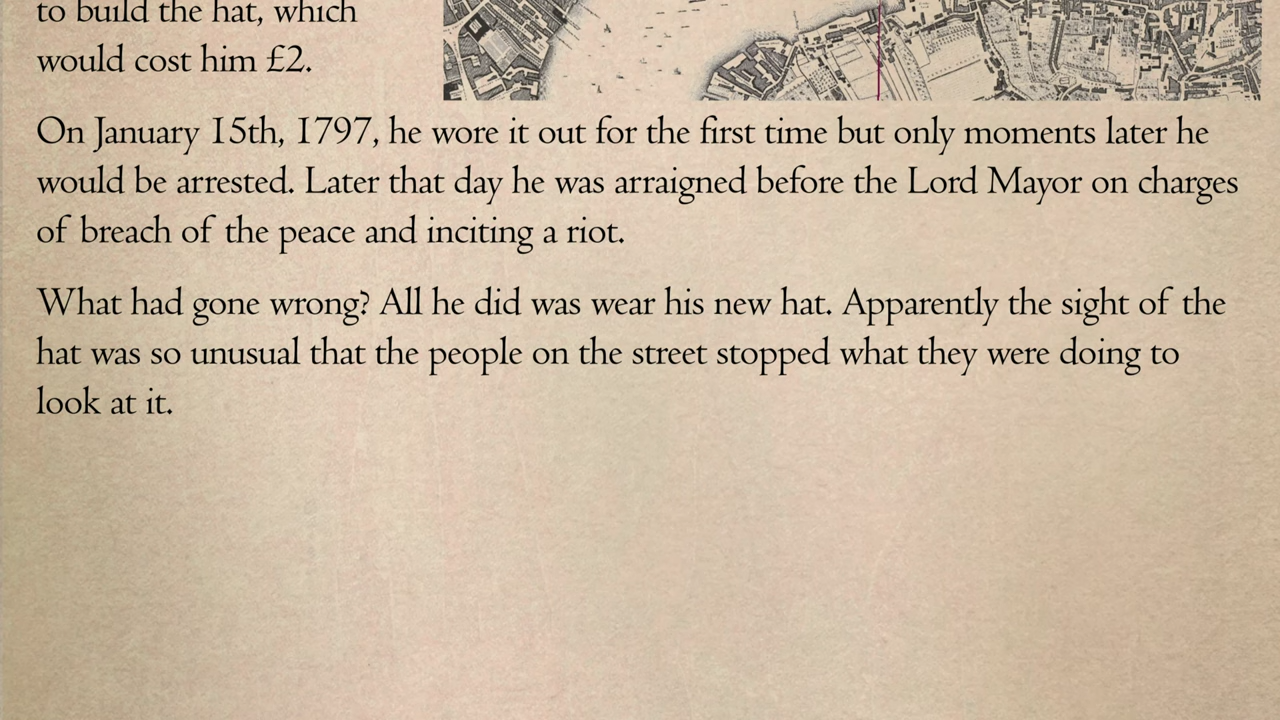 to build the hat, which
would cost him £2.
On January 15th, 1797, he wore it out for the first time but only moments later he
would be arrested. Later that day he was arraigned before the Lord Mayor on charges
of breach of the peace and inciting a riot.
What had gone wrong? All he did was wear his new hat. Apparently the sight of the
hat was so unusual that the people on the street stopped what they were doing to
look at it.